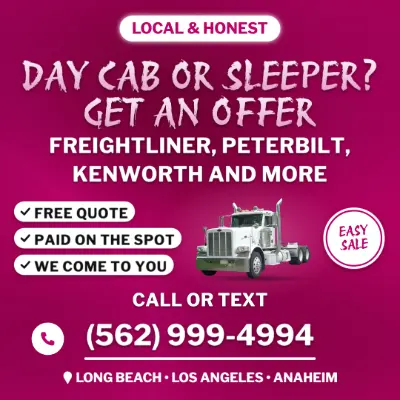 LOCAL & HONEST
DAY CAB OR SLEEPER?
GET AN OFFER
FREIGHTLINER, PETERBILT,
KENWORTH AND MORE
FREE QUOTE
PAID ON THE SPOT
WE COME TO YOU
EASY
SALE
CALL OR TEXT
(562) 999-4994
LONG BEACH • LOS ANGELES • ANAHEIM